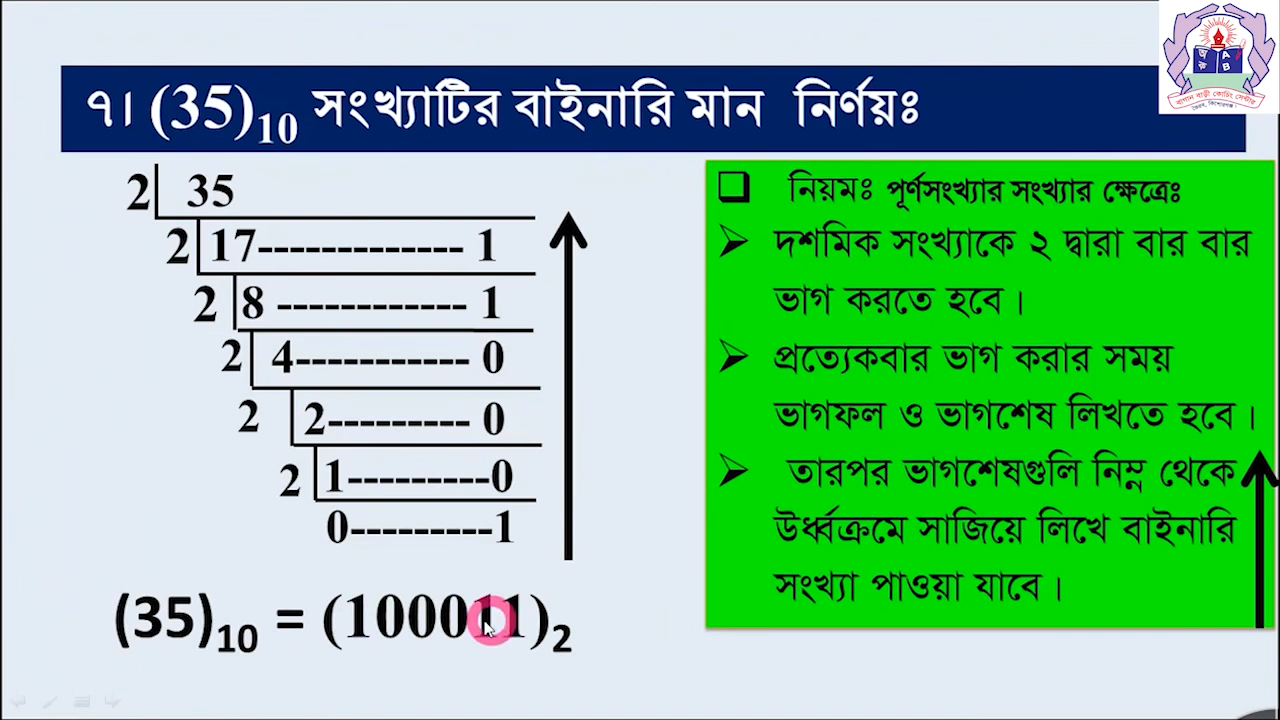 ৭। (35)10 সংখ্যাটির বাইনারি মান নির্ণয়ঃ
2 35
2 17------------- 1
2 8 ------------ 1
2 4----------- 0
2 2--------- 0
2 1---------0
0---------1
(35)10 = (100011)2
নিয়মঃ পূর্ণসংখ্যার সংখ্যার ক্ষেত্রেঃ
দশমিক সংখ্যাকে ২ দ্বারা বার বার
ভাগ করতে হবে।
প্রত্যেকবার ভাগ করার সময়
ভাগফল ও ভাগশেষ লিখতে হবে।
তারপর ভাগশেষগুলি নিম্ন থেকে
উর্ধ্বক্রমে সাজিয়ে লিখে বাইনারি
সংখ্যা পাওয়া যাবে।
অ A
ক B
বাগান বাড়ী কোচিং সেন্টার
ভৈরব, কিশোরগঞ্জ।